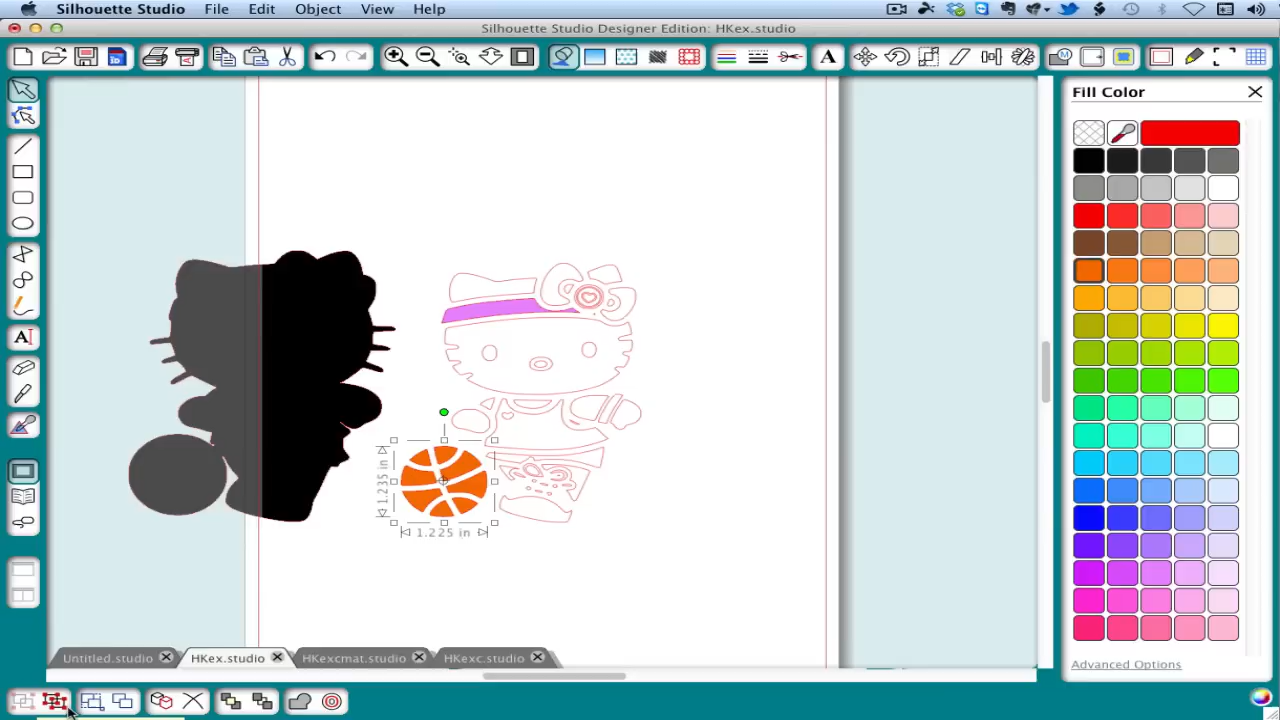 Silhouette Studio File Edit Object View Help
Silhouette Studio Designer Edition: HKex.studio
Fill Color
1.235 in
1.225 in
Untitled.studio HKex.studio HKexcmat.studio HKexc.studio
Advanced Options